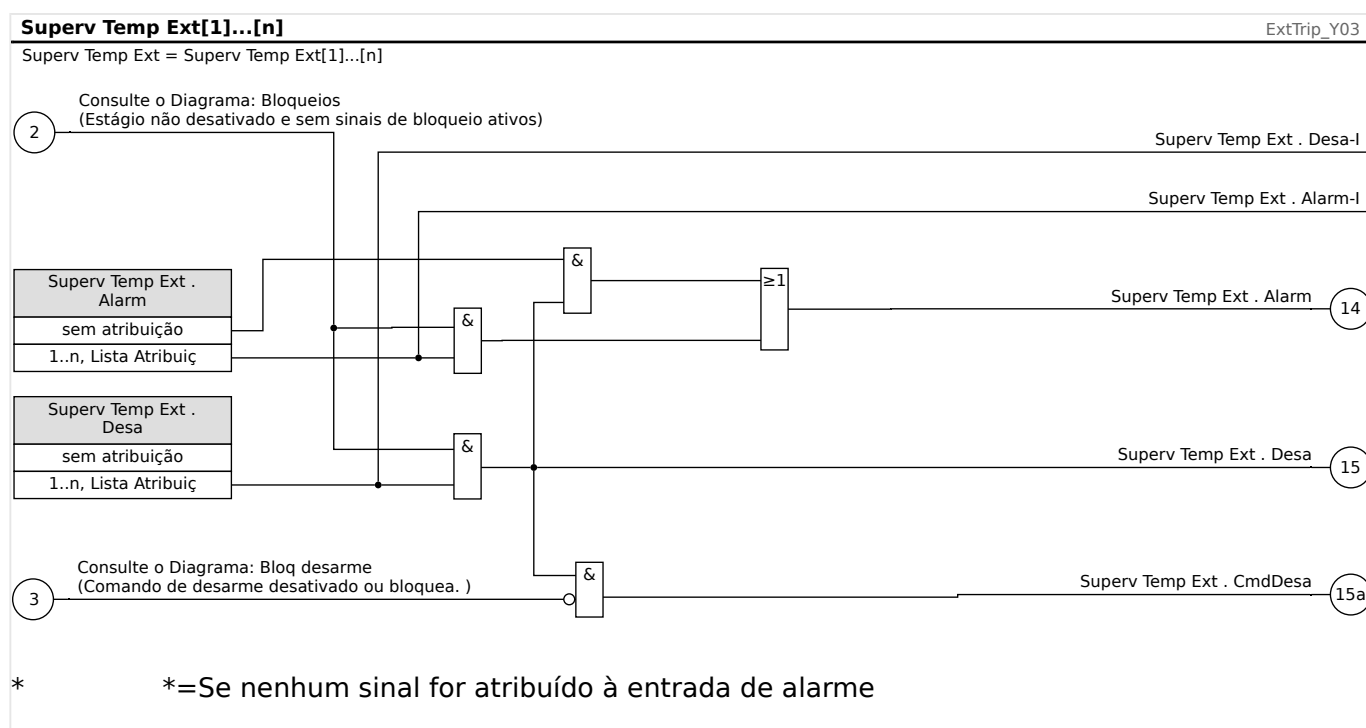 Superv Temp Ext[1]...[n]
ExtTrip_Y03
Superv Temp Ext = Superv Temp Ext[1]...[n]
Consulte o Diagrama: Bloqueios
(Estágio não desativado e sem sinais de bloqueio ativos)
2
Superv Temp Ext . Desa-I
Superv Temp Ext . Alarm-I
&
Superv Temp Ext .
Alarm
≥1
Superv Temp Ext . Alarm
14
sem atribuição
&
1..n, Lista Atribuiç
Superv Temp Ext .
Desa
&
Superv Temp Ext . Desa
15
sem atribuição
1..n, Lista Atribuiç
Consulte o Diagrama: Bloq desarme
(Comando de desarme desativado ou bloquea. )
3
&
Superv Temp Ext . CmdDesa
15a
* *=Se nenhum sinal for atribuído à entrada de alarme